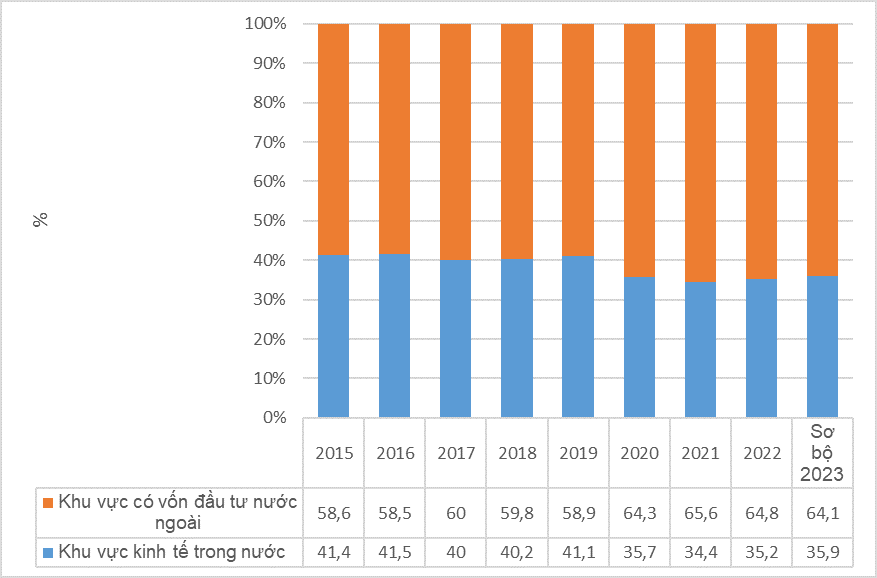 100%
90%
80%
70%
60%
50%
40%
30%
20%
10%
0%
%
2015 2016 2017 2018 2019 2020 2021 2022 Sơ
bộ
2023
Khu vực có vốn đầu tư nước
ngoài
58,6 58,5 60 59,8 58,9 64,3 65,6 64,8 64,1
Khu vực kinh tế trong nước 41,4 41,5 40 40,2 41,1 35,7 34,4 35,2 35,9